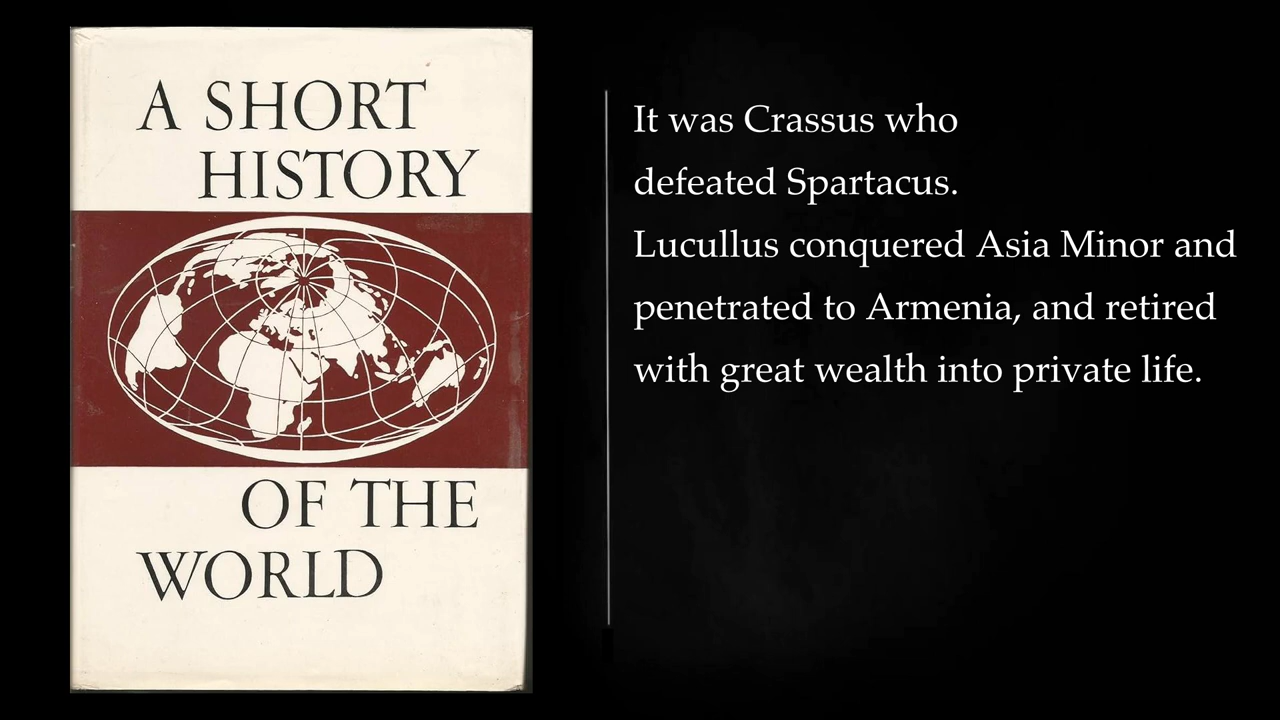 A SHORT
HISTORY
OF THE
WORLD
It was Crassus who
defeated Spartacus.
Lucullus conquered Asia Minor and
penetrated to Armenia, and retired
with great wealth into private life.